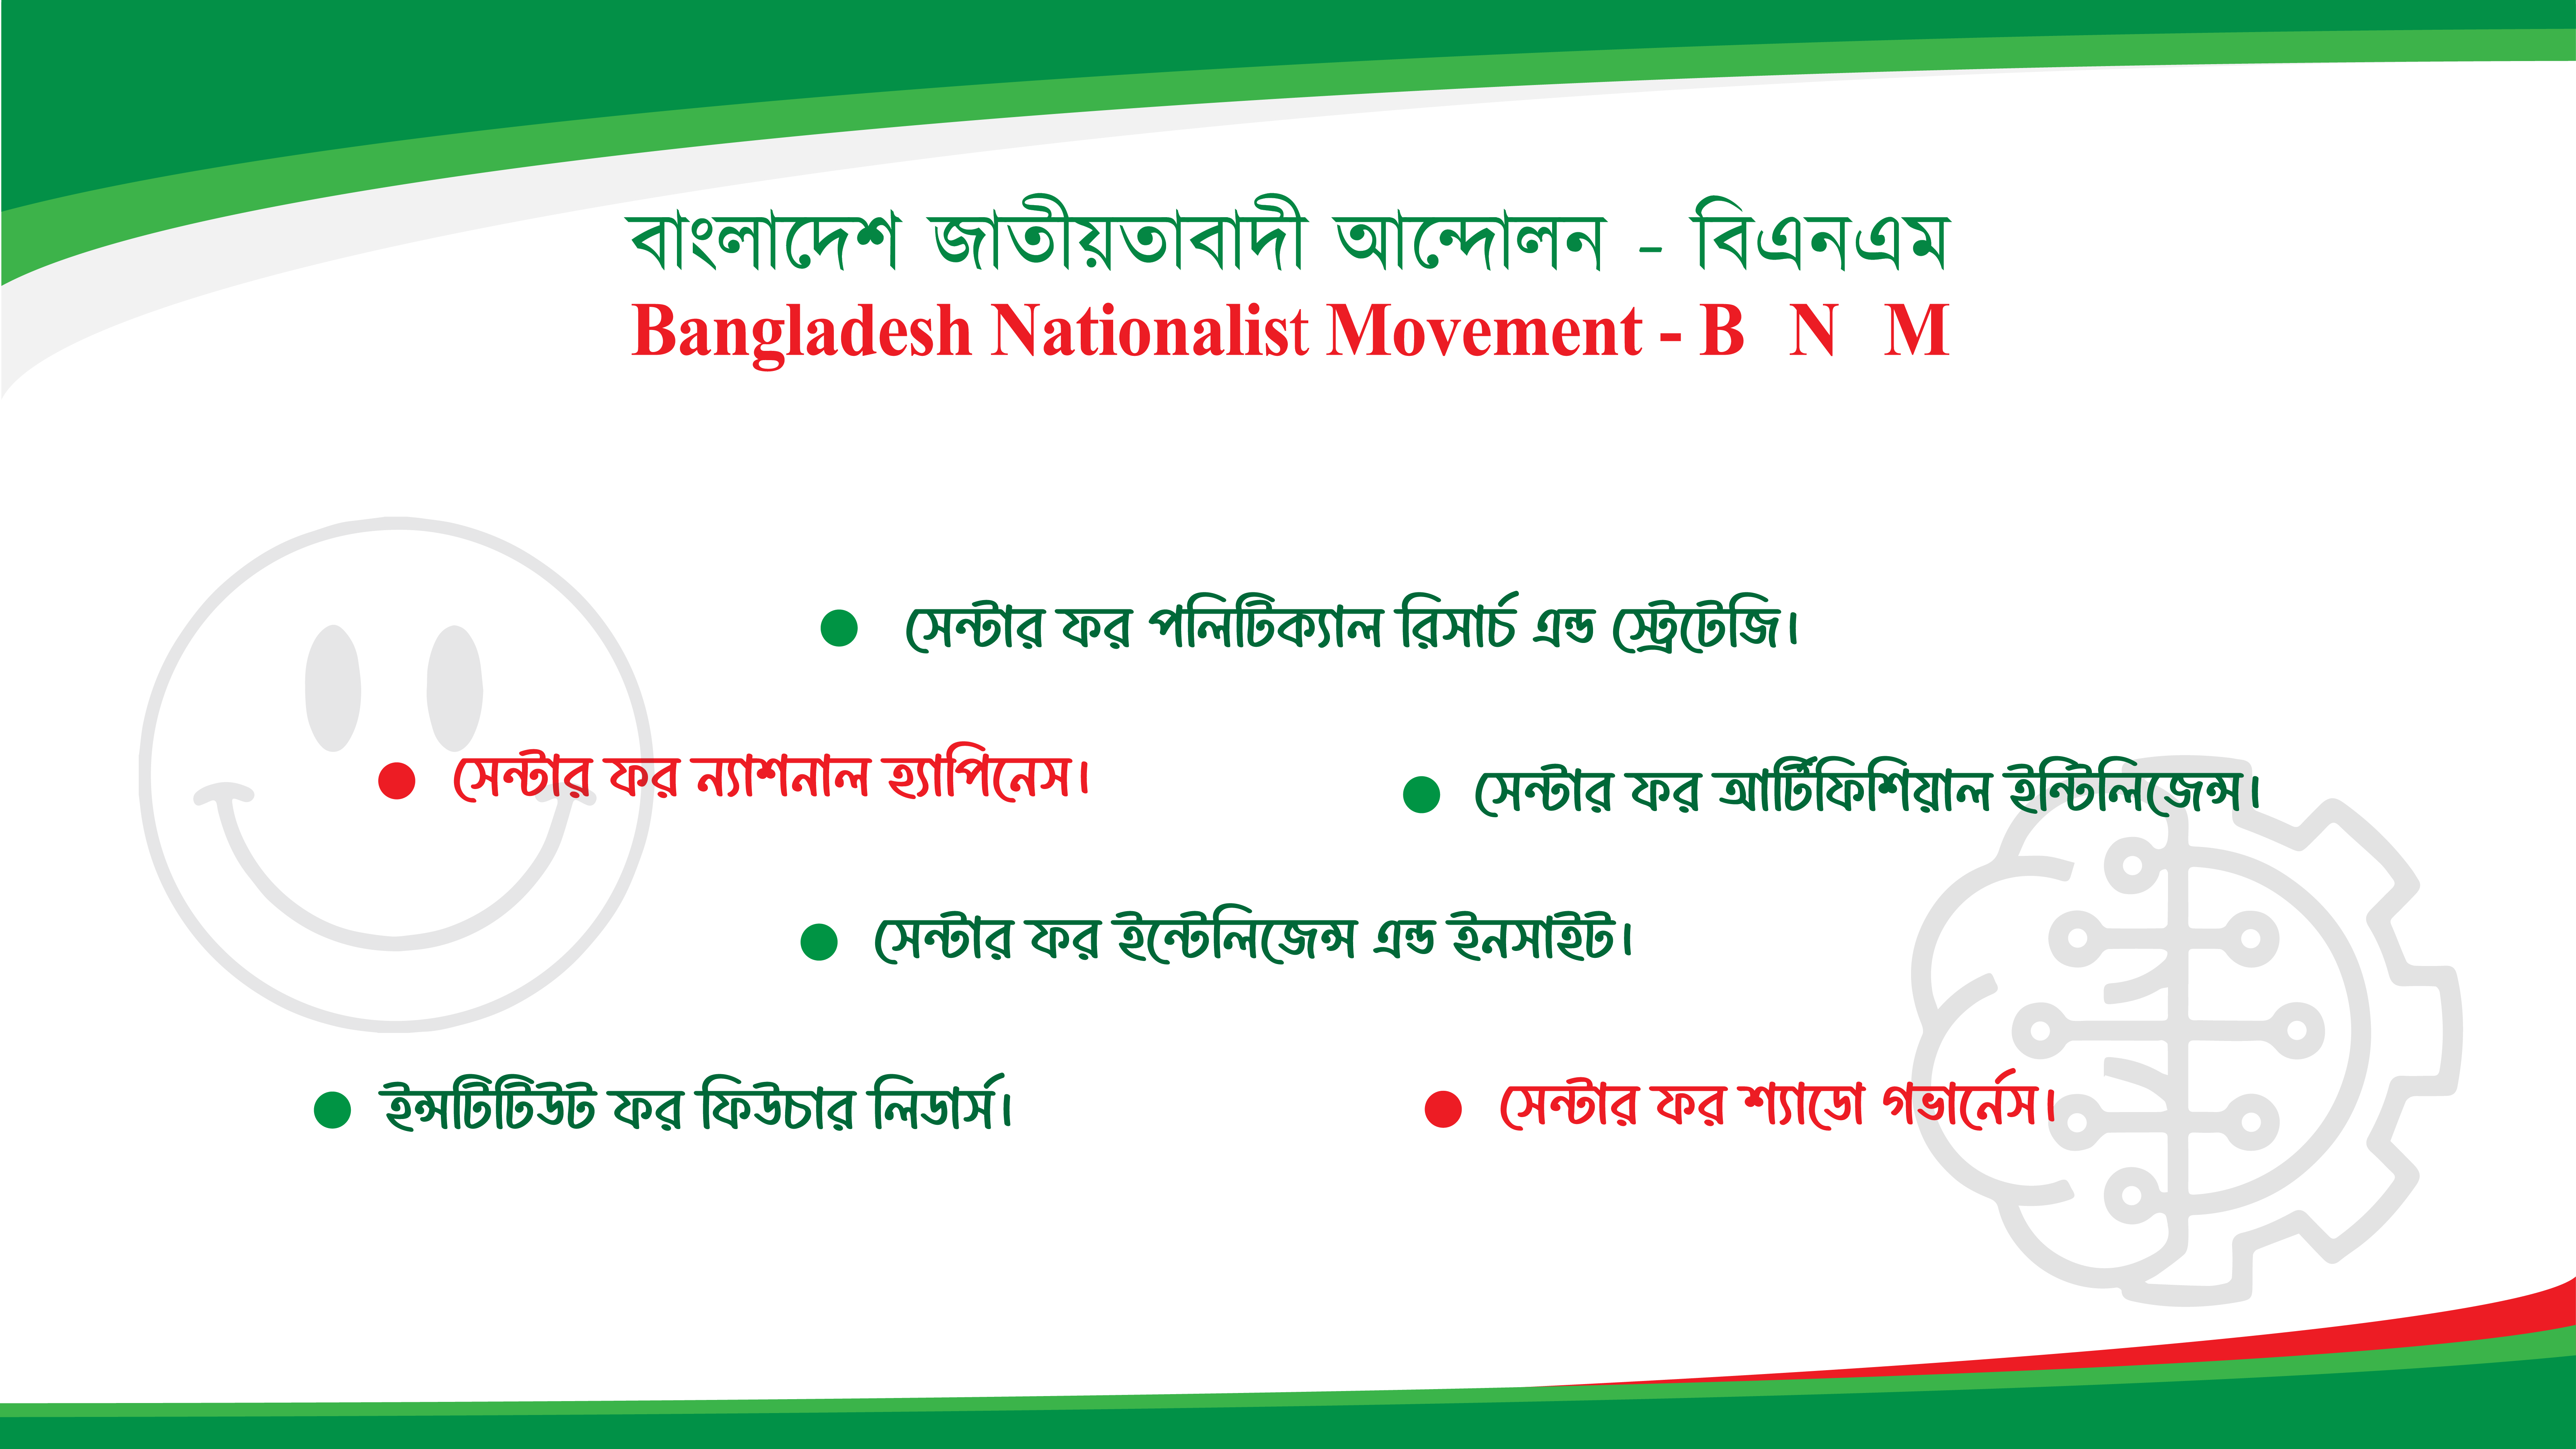 বাংলাদেশ জাতীয়তাবাদী আন্দোলন - বিএনএম
Bangladesh Nationalist Movement - B N M
সেন্টার ফর পলিটিক্যাল রিসার্চ এন্ড স্ট্রেটেজি।
সেন্টার ফর ন্যাশনাল হ্যাপিনেস।
সেন্টার ফর আর্টিফিশিয়াল ইন্টিলিজেন্স।
সেন্টার ফর ইন্টেলিজেন্স এন্ড ইনসাইট।
ইন্সটিটিউট ফর ফিউচার লিডার্স।
সেন্টার ফর শ্যাডো গভার্নেস।